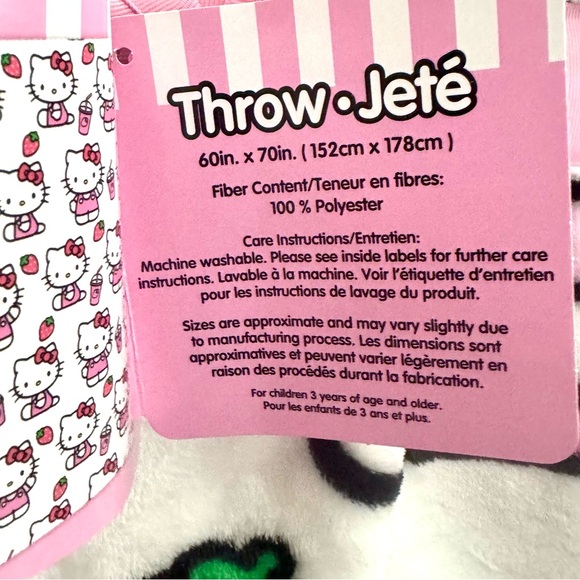 Throw • Jeté
60in. x 70in. ( 152cm x 178cm )
Fiber Content/Teneur en fibres:
100 % Polyester
Care Instructions/Entretien:
Machine washable. Please see inside labels for further care
instructions. Lavable à la machine. Voir l'étiquette d'entretien
pour les instructions de lavage du produit.
Sizes are approximate and may vary slightly due
to manufacturing process. Les dimensions sont
approximatives et peuvent varier légèrement en
raison des procédés durant la fabrication.
For children 3 years of age and older.
Pour les enfants de 3 ans et plus.